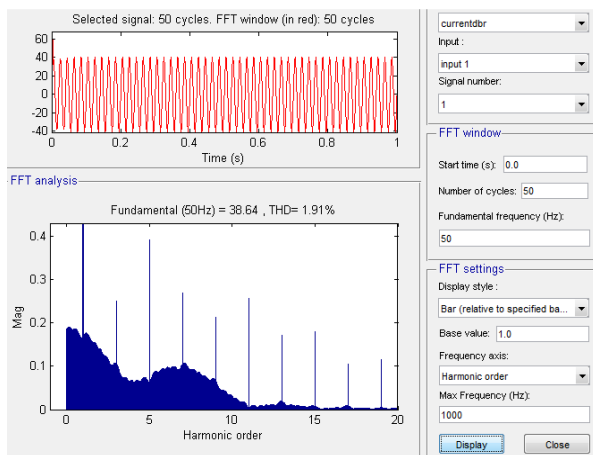 Selected signal: 50 cycles. FFT window (in red): 50 cycles
60
40
20
0
-20
-40
0 0.2 0.4 0.6 0.8 1
Time (s)
FFT analysis
Fundamental (50Hz) = 38.64 , THD= 1.91%
0.4
0.3
0.2
0.1
0
Mag
0 5 10 15 20
Harmonic order
currentdbr
Input :
input 1
Signal number:
1
FFT window
Start time (s): 0.0
Number of cycles: 50
Fundamental frequency (Hz):
50
FFT settings
Display style :
Bar (relative to specified ba...
Base value: 1.0
Frequency axis:
Harmonic order
Max Frequency (Hz):
1000
Display Close